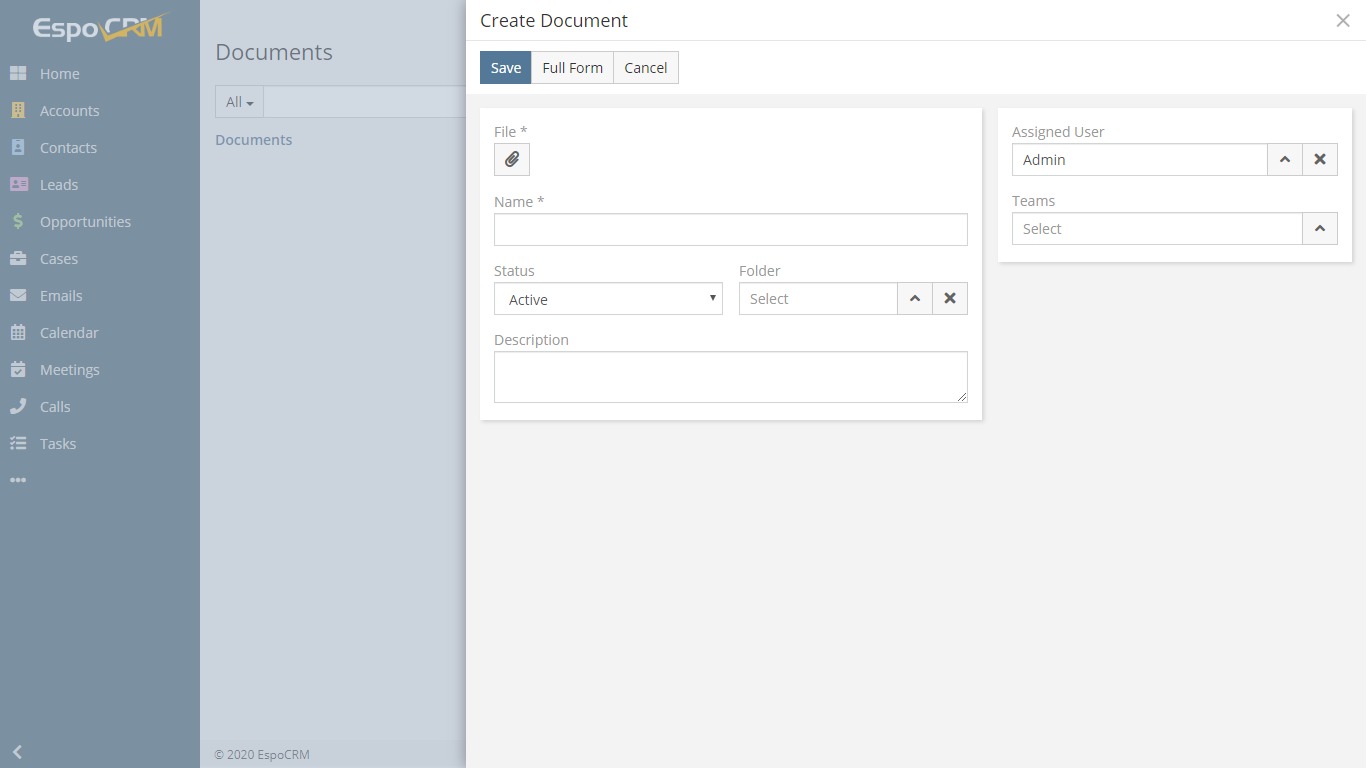 EspoCRM
Home
Accounts
Contacts
Leads
Opportunities
Cases
Emails
Calendar
Meetings
Calls
Tasks
Documents
All
Documents
© 2020 EspoCRM
Create Document
Save Full Form Cancel
File *
Name *
Status Folder
Active Select
Description
Assigned User
Admin
Teams
Select